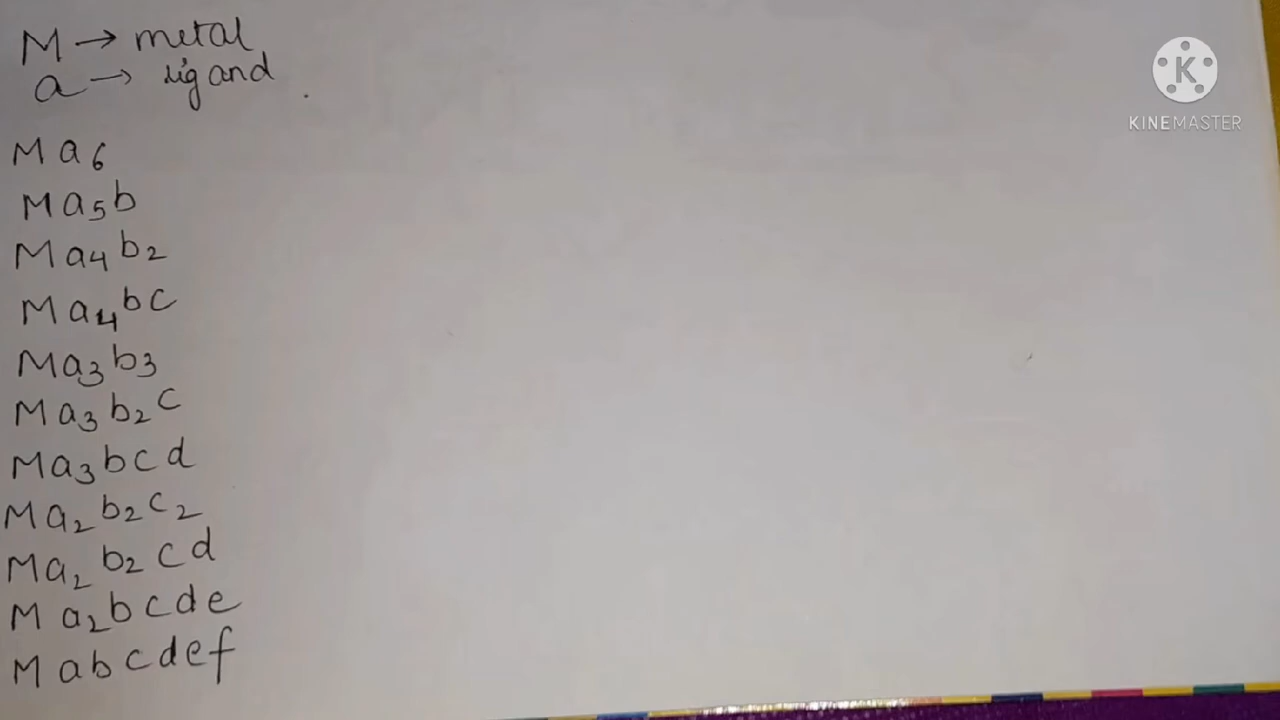 M → metal
a → ligand
K
KINEMASTER
Ma₆
Ma₅b
Ma₄b₂
Ma₄bc
Ma₃b₃
Ma₃b₂c
Ma₃bcd
Ma₂b₂c₂
Ma₂b₂cd
Ma₂bcde
Mabcdef